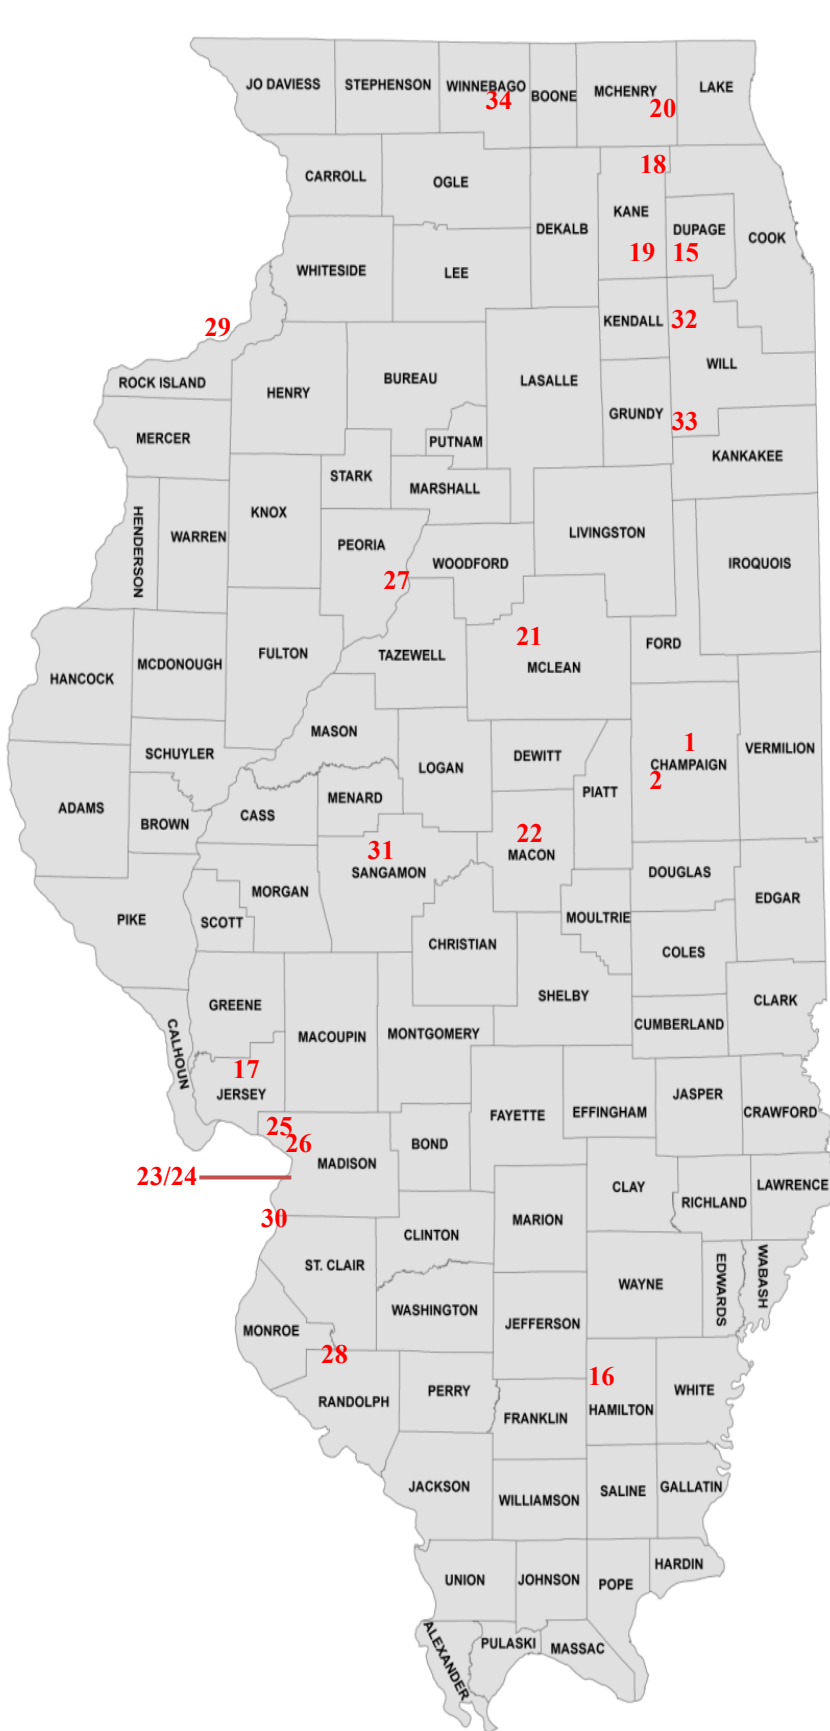 JO DAVIESS
STEPHENSON
WINNEBAGO
34
BOONE
MCHENRY
20
LAKE
CARROLL
OGLE
DEKALB
18
KANE
19
DUPAGE
15
COOK
WHITESIDE
LEE
29
ROCK ISLAND
HENRY
BUREAU
PUTNAM
LASALLE
KENDALL
32
WILL
GRUNDY
33
KANKAKEE
MERCER
STARK
MARSHALL
HENDERSON
WARREN
KNOX
PEORIA
27
WOODFORD
LIVINGSTON
IROQUOIS
HANCOCK
MCDONOUGH
FULTON
TAZEWELL
21
MCLEAN
FORD
MASON
SCHUYLER
LOGAN
DEWITT
PIATT
1
CHAMPAIGN
2
VERMILION
ADAMS
BROWN
CASS
MENARD
31
SANGAMON
22
MACON
DOUGLAS
EDGAR
PIKE
SCOTT
MORGAN
CHRISTIAN
MOULTRIE
COLES
SHELBY
CLARK
CALHOUN
GREENE
MACOUPIN
MONTGOMERY
CUMBERLAND
17
JERSEY
FAYETTE
EFFINGHAM
JASPER
CRAWFORD
25
26
MADISON
BOND
23/24
CLAY
RICHLAND
LAWRENCE
30
ST. CLAIR
CLINTON
MARION
WAYNE
EDWARDS
WABASH
MONROE
WASHINGTON
JEFFERSON
28
RANDOLPH
PERRY
16
HAMILTON
WHITE
FRANKLIN
JACKSON
WILLIAMSON
SALINE
GALLATIN
UNION
JOHNSON
POPE
HARDIN
ALEXANDER
PULASKI
MASSAC